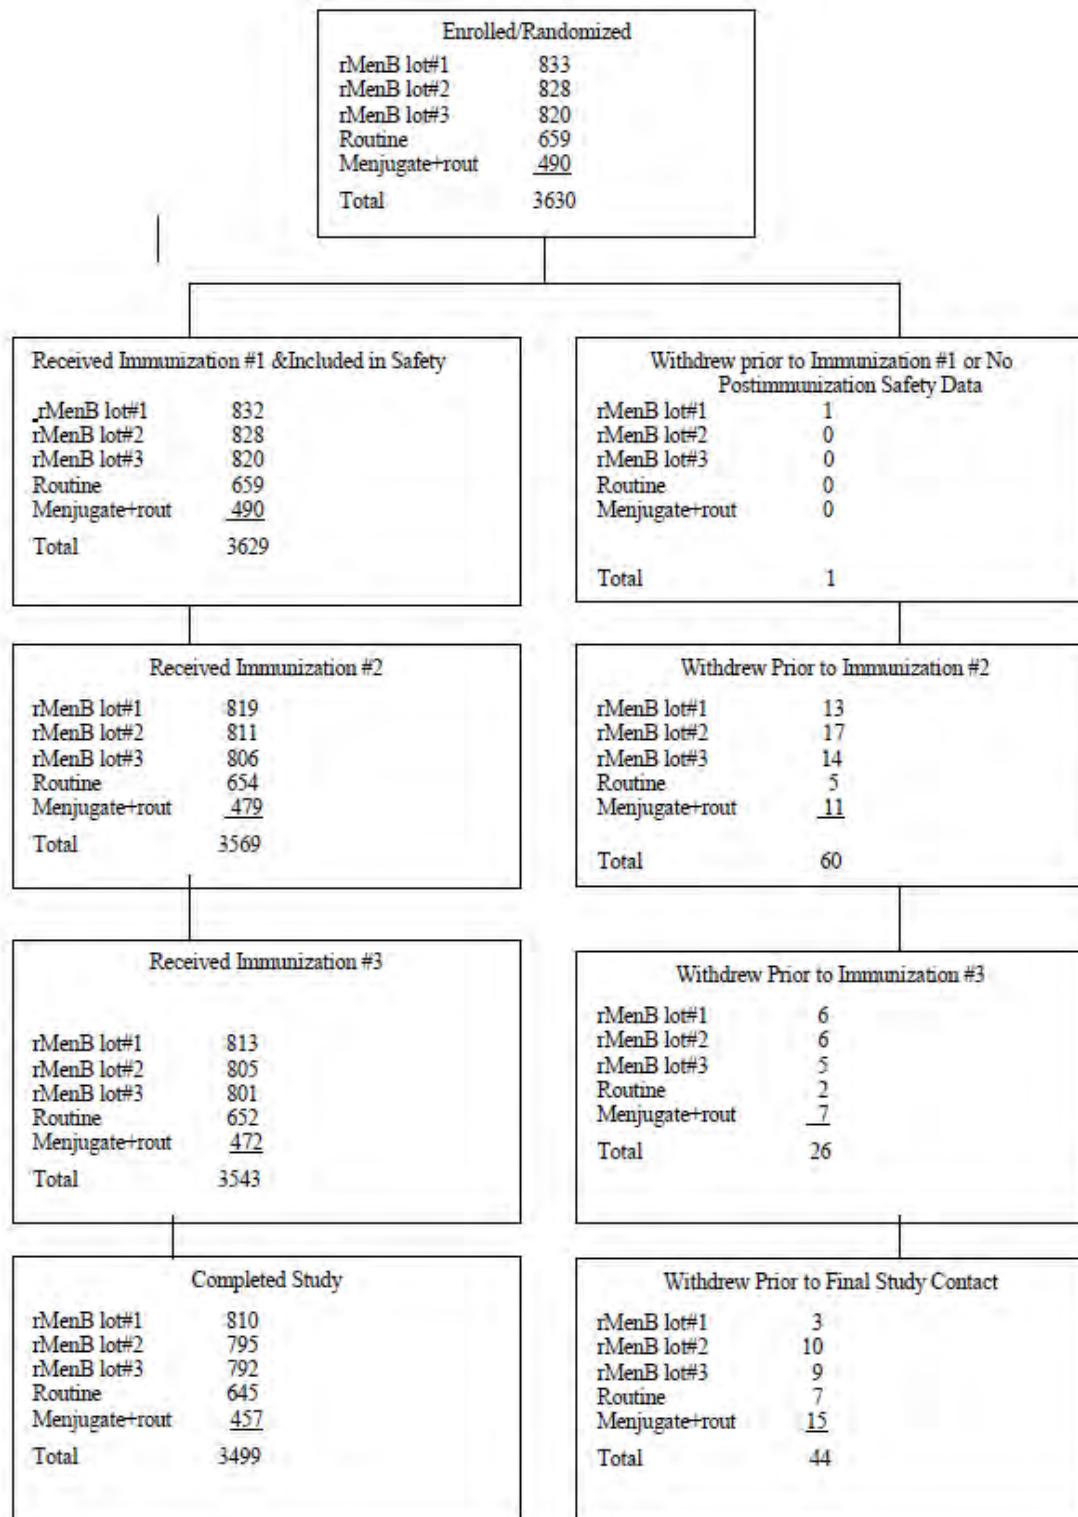 Enrolled/Randomized
rMenB lot#1 833
rMenB lot#2 828
rMenB lot#3 820
Routine 659
Menjugate+rout 490
Total 3630
Received Immunization #1 &Included in Safety
rMenB lot#1 832
rMenB lot#2 828
rMenB lot#3 820
Routine 659
Menjugate+rout 490
Total 3629
Withdrew prior to Immunization #1 or No
Postimmunization Safety Data
rMenB lot#1 1
rMenB lot#2 0
rMenB lot#3 0
Routine 0
Menjugate+rout 0
Total 1
Received Immunization #2
rMenB lot#1 819
rMenB lot#2 811
rMenB lot#3 806
Routine 654
Menjugate+rout 479
Total 3569
Withdrew Prior to Immunization #2
rMenB lot#1 13
rMenB lot#2 17
rMenB lot#3 14
Routine 5
Menjugate+rout 11
Total 60
Received Immunization #3
rMenB lot#1 813
rMenB lot#2 805
rMenB lot#3 801
Routine 652
Menjugate+rout 472
Total 3543
Withdrew Prior to Immunization #3
rMenB lot#1 6
rMenB lot#2 6
rMenB lot#3 5
Routine 2
Menjugate+rout 7
Total 26
Completed Study
rMenB lot#1 810
rMenB lot#2 795
rMenB lot#3 792
Routine 645
Menjugate+rout 457
Total 3499
Withdrew Prior to Final Study Contact
rMenB lot#1 3
rMenB lot#2 10
rMenB lot#3 9
Routine 7
Menjugate+rout 15
Total 44